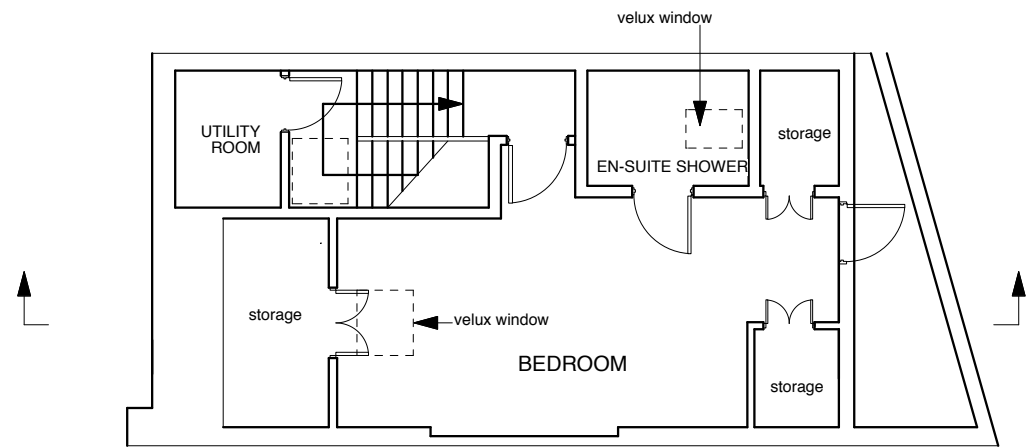 velux window
UTILITY
ROOM
EN-SUITE SHOWER
storage
storage
velux window
BEDROOM
storage